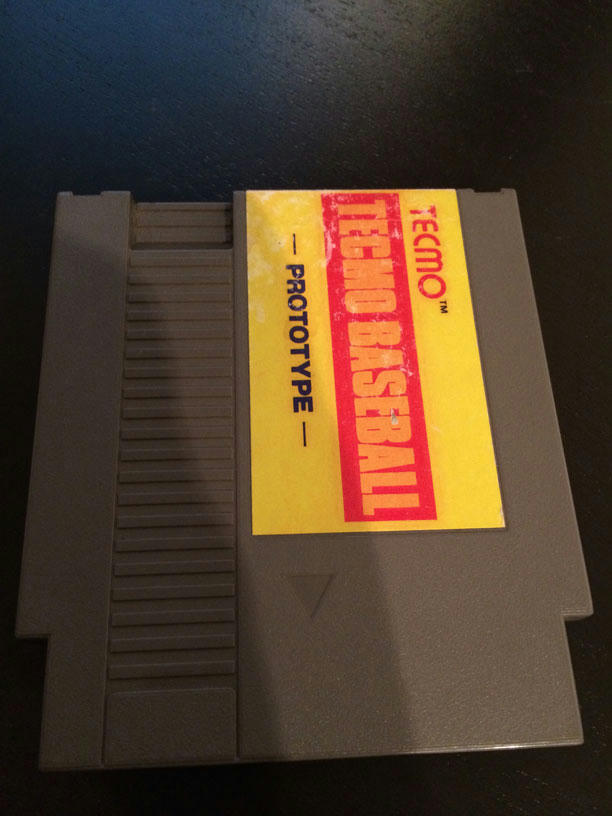 TECMO™
TECMO BASEBALL
— PROTOTYPE —